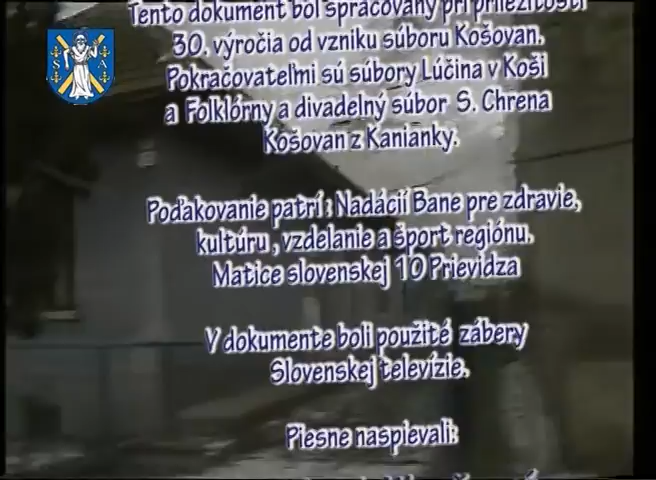 Tento dokument bol spracovaný pri príležitosti
30. výročia od vzniku súboru Košovan.
Pokračovateľmi sú súbory Lúčina v Koši
a Folklórny a divadelný súbor S. Chrena
Košovan z Kanianky.
Poďakovanie patrí : Nadácií Bane pre zdravie,
kultúru , vzdelanie a šport regiónu.
Matice slovenskej 10 Prievidza
V dokumente boli použité zábery
Slovenskej televízie.
Piesne naspievali:
S A